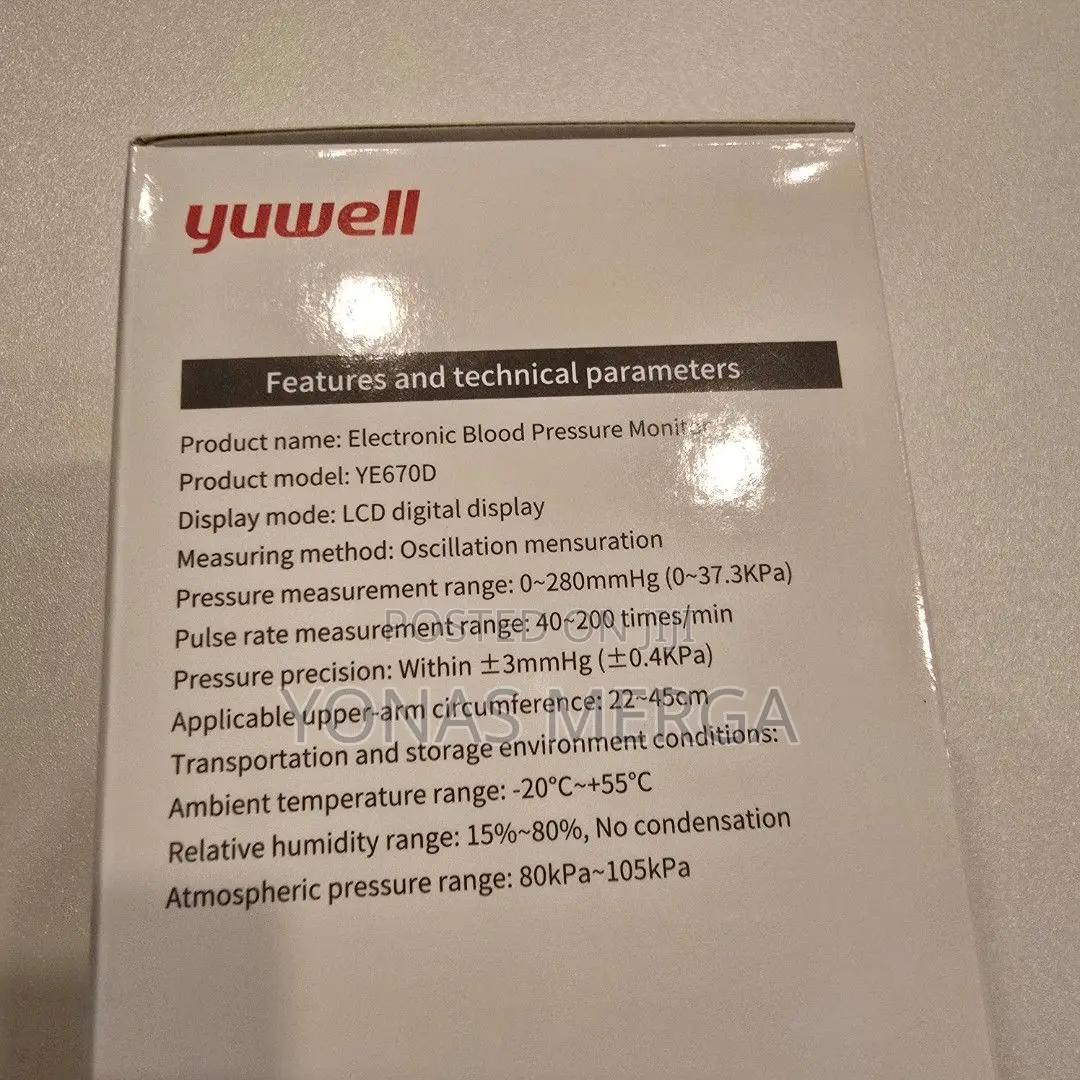 yuwell
Features and technical parameters
Product name: Electronic Blood Pressure Monitor
Product model: YE670D
Display mode: LCD digital display
Measuring method: Oscillation mensuration
Pressure measurement range: 0~280mmHg (0~37.3KPa)
Pulse rate measurement range: 40~200 times/min
POSTED ON JIJI
Pressure precision: Within ±3mmHg (±0.4KPa)
Applicable upper-arm circumference: 22~45cm
YONAS MERGA
Transportation and storage environment conditions:
Ambient temperature range: -20°C~+55°C
Relative humidity range: 15%~80%, No condensation
Atmospheric pressure range: 80kPa~105kPa